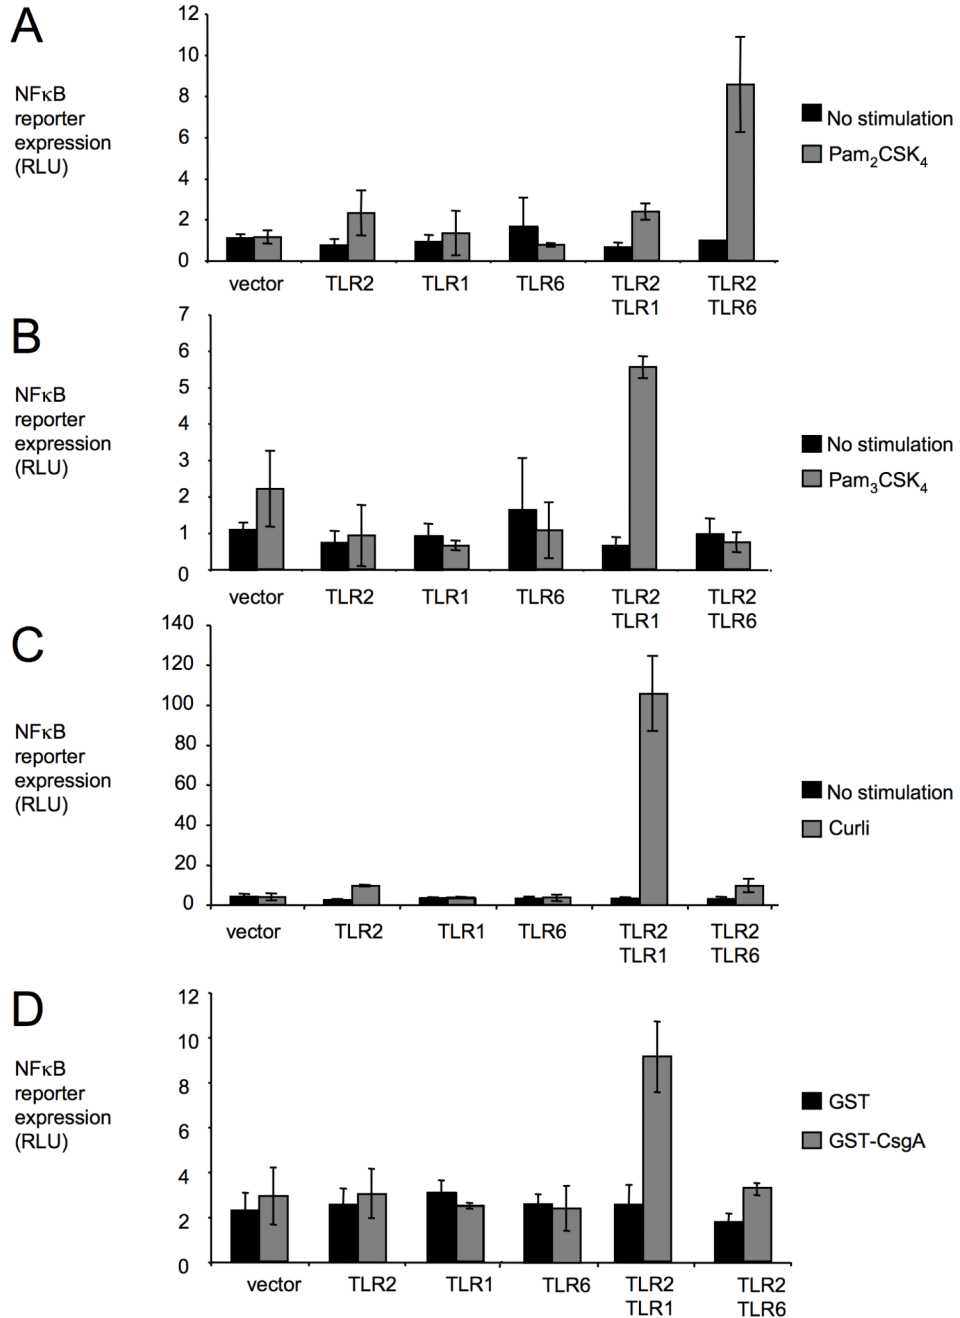 A
NFκB
reporter
expression
(RLU)
12
10
8
6
4
2
0
No stimulation
Pam₂CSK₄
vector TLR2 TLR1 TLR6 TLR2 TLR2
TLR1 TLR6
B
NFκB
reporter
expression
(RLU)
7
6
5
4
3
2
1
0
No stimulation
Pam₃CSK₄
vector TLR2 TLR1 TLR6 TLR2 TLR2
TLR1 TLR6
C
NFκB
reporter
expression
(RLU)
140
120
100
80
60
40
20
0
No stimulation
Curli
vector TLR2 TLR1 TLR6 TLR2 TLR2
TLR1 TLR6
D
NFκB
reporter
expression
(RLU)
12
10
8
6
4
2
0
GST
GST-CsgA
vector TLR2 TLR1 TLR6 TLR2 TLR2
TLR1 TLR6